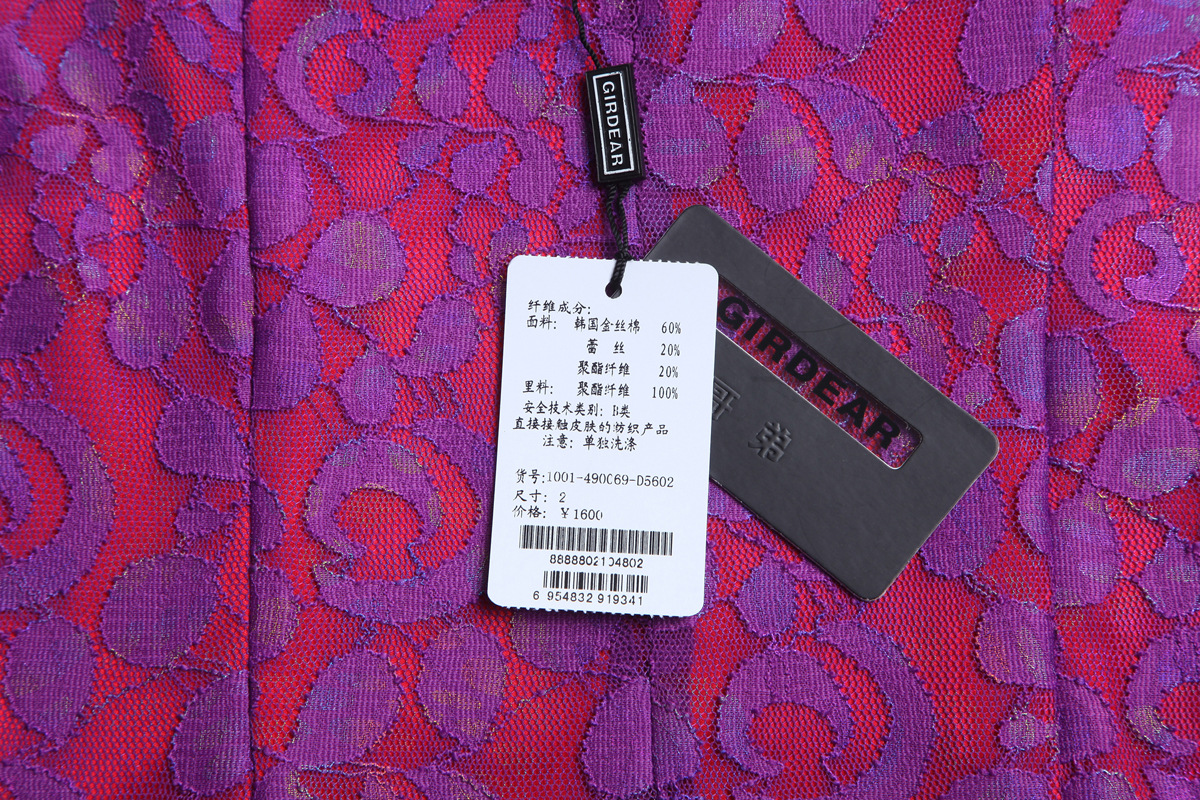 GIRDEAR
纤维成分:
面料: 韩国金丝棉 60%
蕾 丝 20%
聚酯纤维 20%
里料: 聚酯纤维 100%
安全技术类别: B类
直接接触皮肤的纺织产品
注意: 单独洗涤
货号:1001-490069-D5602
尺寸: 2
价格: ￥1600
8888802104802
6 954832 919341
GIRDEAR
哥弟